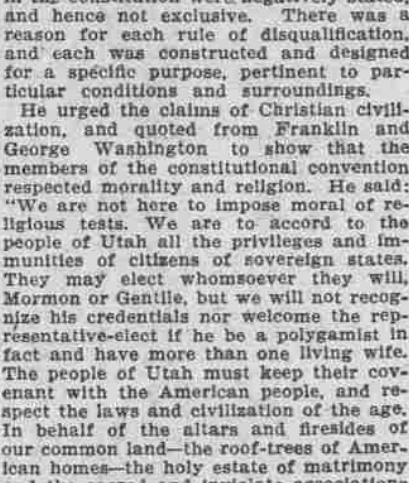 in the constitution were negatively stated,
and hence not exclusive. There was a
reason for each rule of disqualification,
and each was constructed and designed
for a specific purpose, pertinent to par-
ticular conditions and surroundings.
He urged the claims of Christian civili-
zation, and quoted from Franklin and
George Washington to show that the
members of the constitutional convention
respected morality and religion. He said:
"We are not here to impose moral of re-
ligious tests. We are to accord to the
people of Utah all the privileges and im-
munities of citizens of sovereign states.
They may elect whomsoever they will,
Mormon or Gentile, but we will not recog-
nize his credentials nor welcome the rep-
resentative-elect if he be a polygamist in
fact and have more than one living wife.
The people of Utah must keep their cov-
enant with the American people, and re-
spect the laws and civilization of the age.
In behalf of the altars and firesides of
our common land—the roof-trees of Amer-
ican homes—the holy estate of matrimony